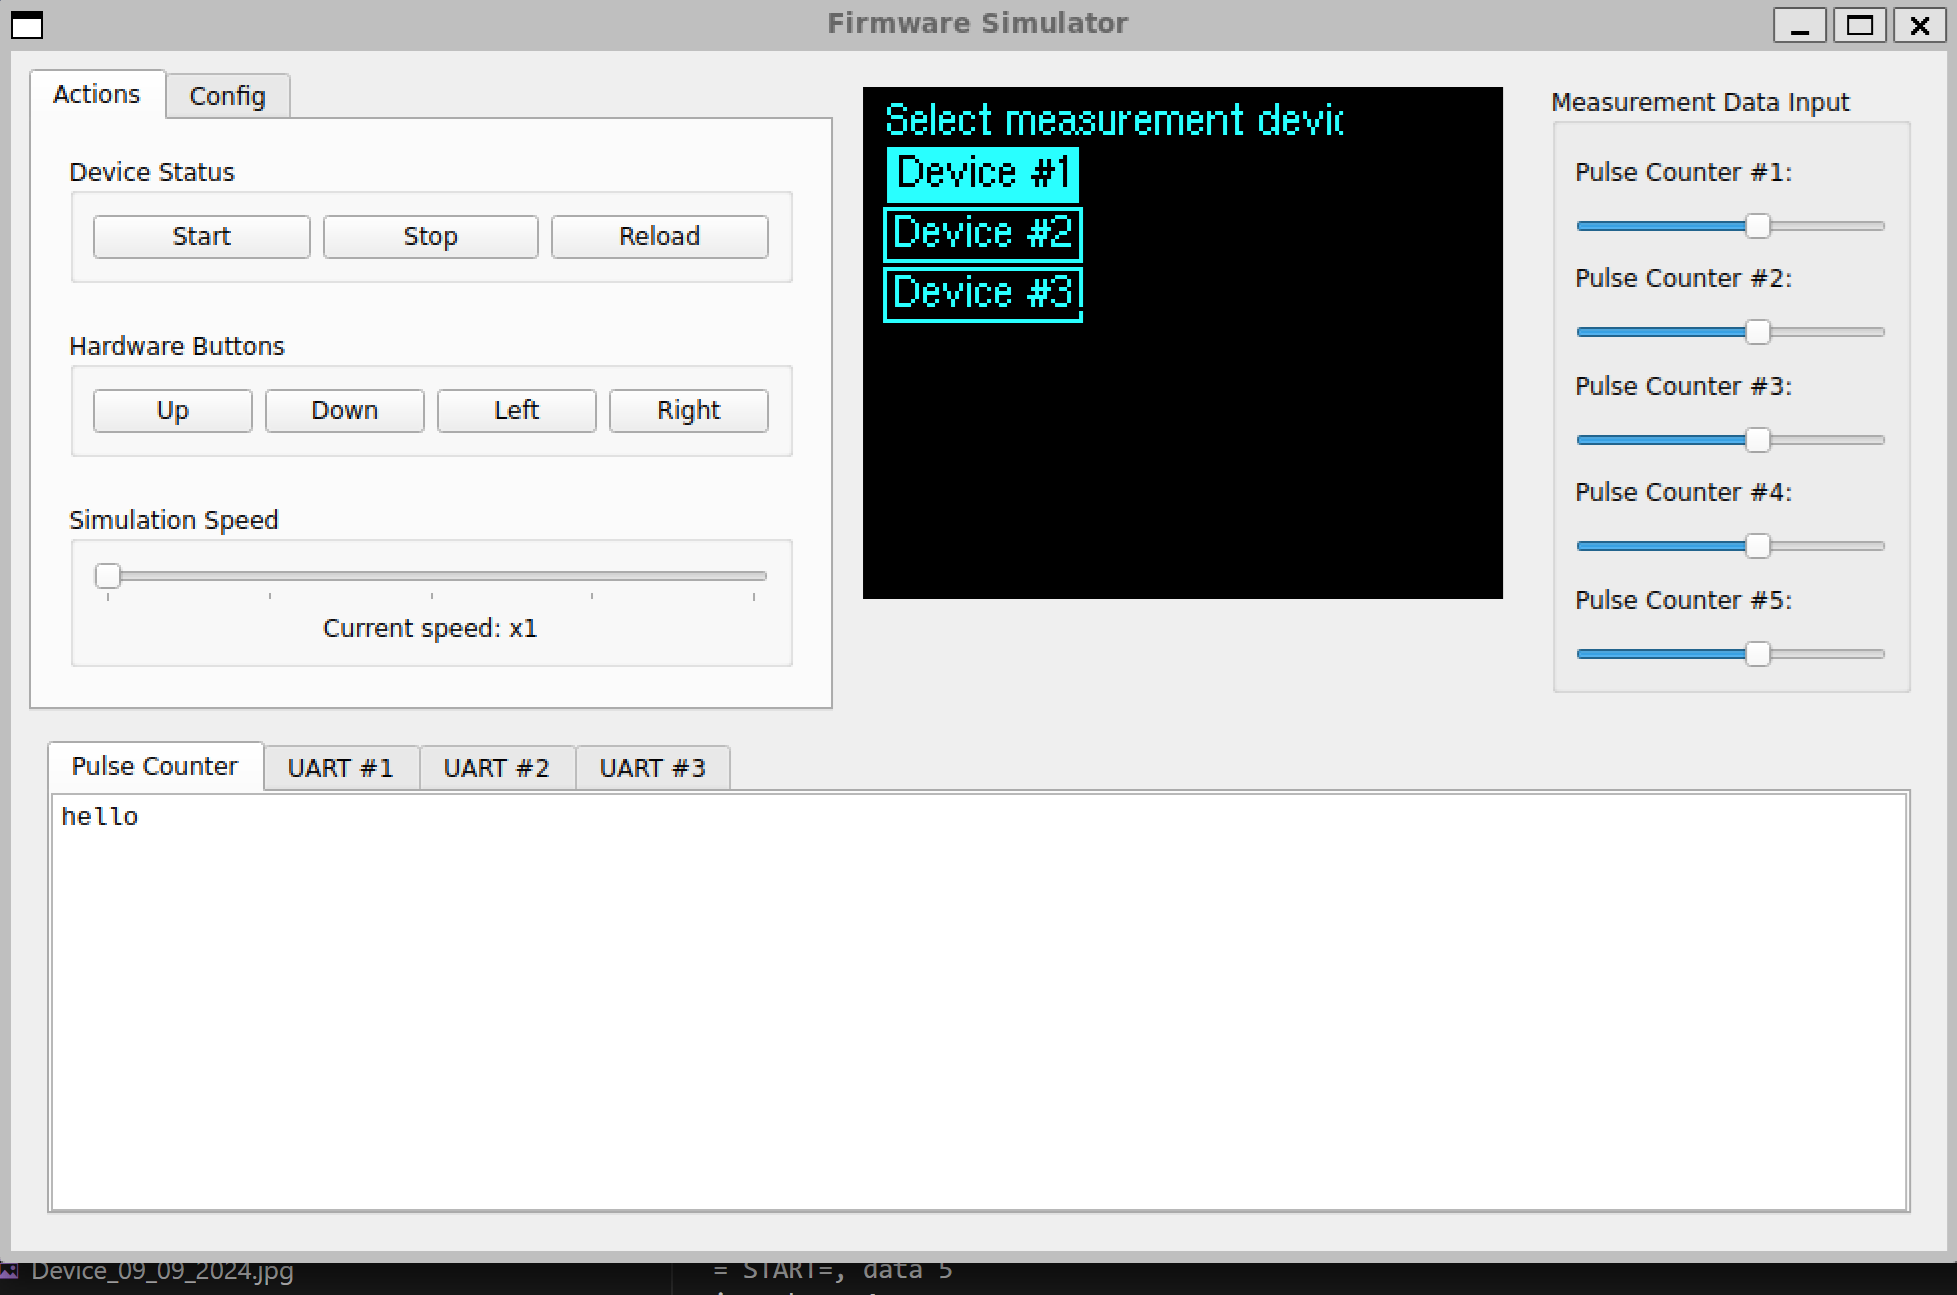 Firmware Simulator
Actions
Config
Device Status
Start
Stop
Reload
Hardware Buttons
Up
Down
Left
Right
Simulation Speed
Current speed: x1
Select measurement devic
Device #1
Device #2
Device #3
Measurement Data Input
Pulse Counter #1:
Pulse Counter #2:
Pulse Counter #3:
Pulse Counter #4:
Pulse Counter #5:
Pulse Counter
UART #1
UART #2
UART #3
hello
Device_09_09_2024.jpg
= START=, data 5